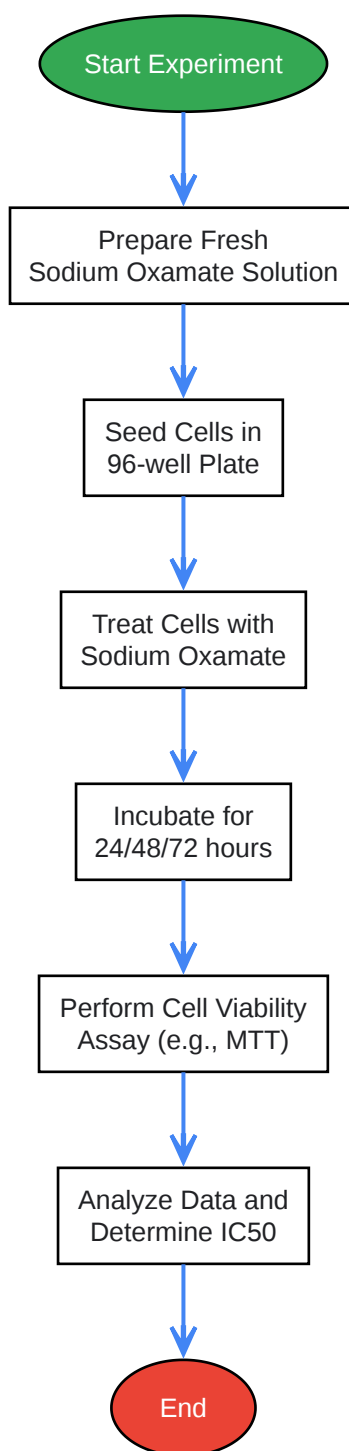 Start Experiment
Prepare Fresh
Sodium Oxamate Solution
Seed Cells in
96-well Plate
Treat Cells with
Sodium Oxamate
Incubate for
24/48/72 hours
Perform Cell Viability
Assay (e.g., MTT)
Analyze Data and
Determine IC50
End